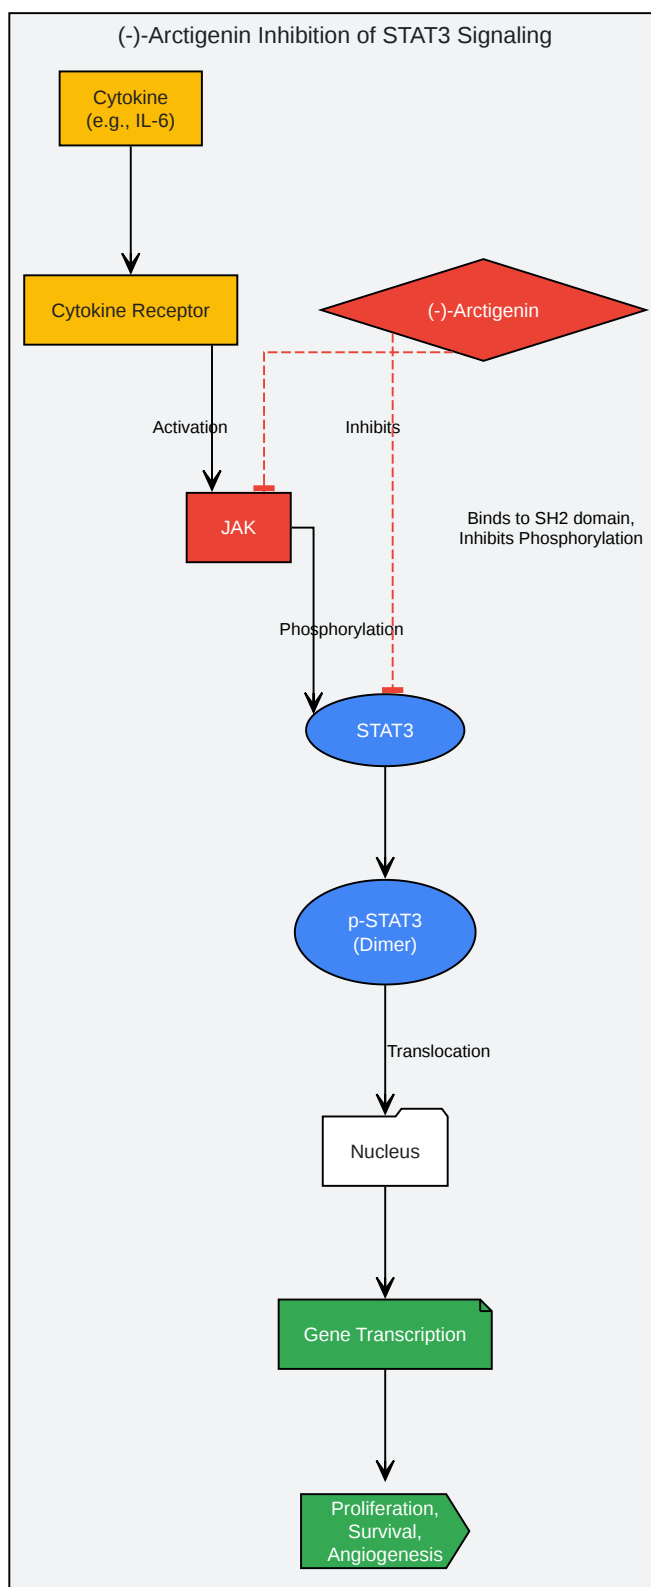 (-)-Arctigenin Inhibition of STAT3 Signaling
Cytokine
(e.g., IL-6)
Cytokine Receptor
(-)-Arctigenin
Activation
Inhibits
Binds to SH2 domain,
Inhibits Phosphorylation
JAK
Phosphorylation
STAT3
p-STAT3
(Dimer)
Translocation
Nucleus
Gene Transcription
Proliferation,
Survival,
Angiogenesis